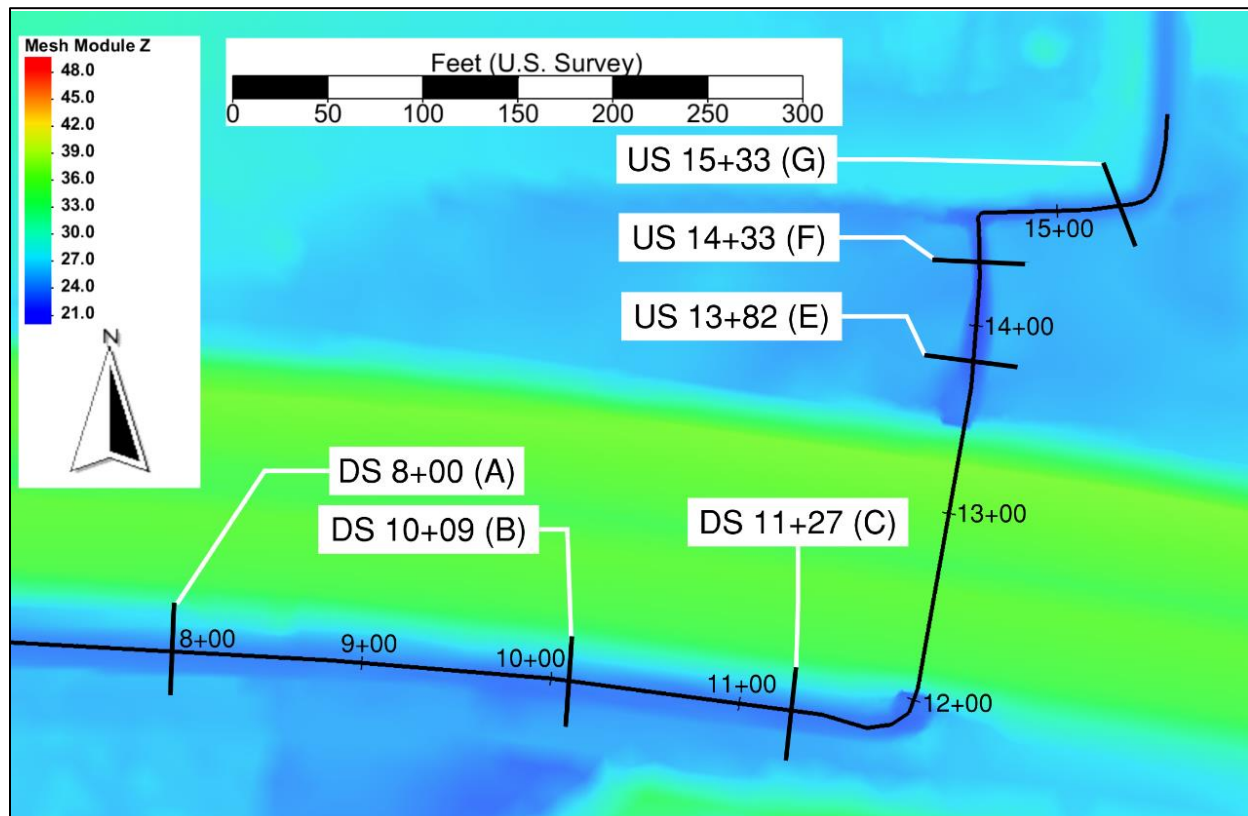 Mesh Module Z
48.0
45.0
42.0
39.0
36.0
33.0
30.0
27.0
24.0
21.0
N
Feet (U.S. Survey)
0 50 100 150 200 250 300
US 15+33 (G)
15+00
US 14+33 (F)
US 13+82 (E)
14+00
DS 8+00 (A)
DS 10+09 (B)
DS 11+27 (C)
13+00
8+00
9+00
10+00
11+00
12+00